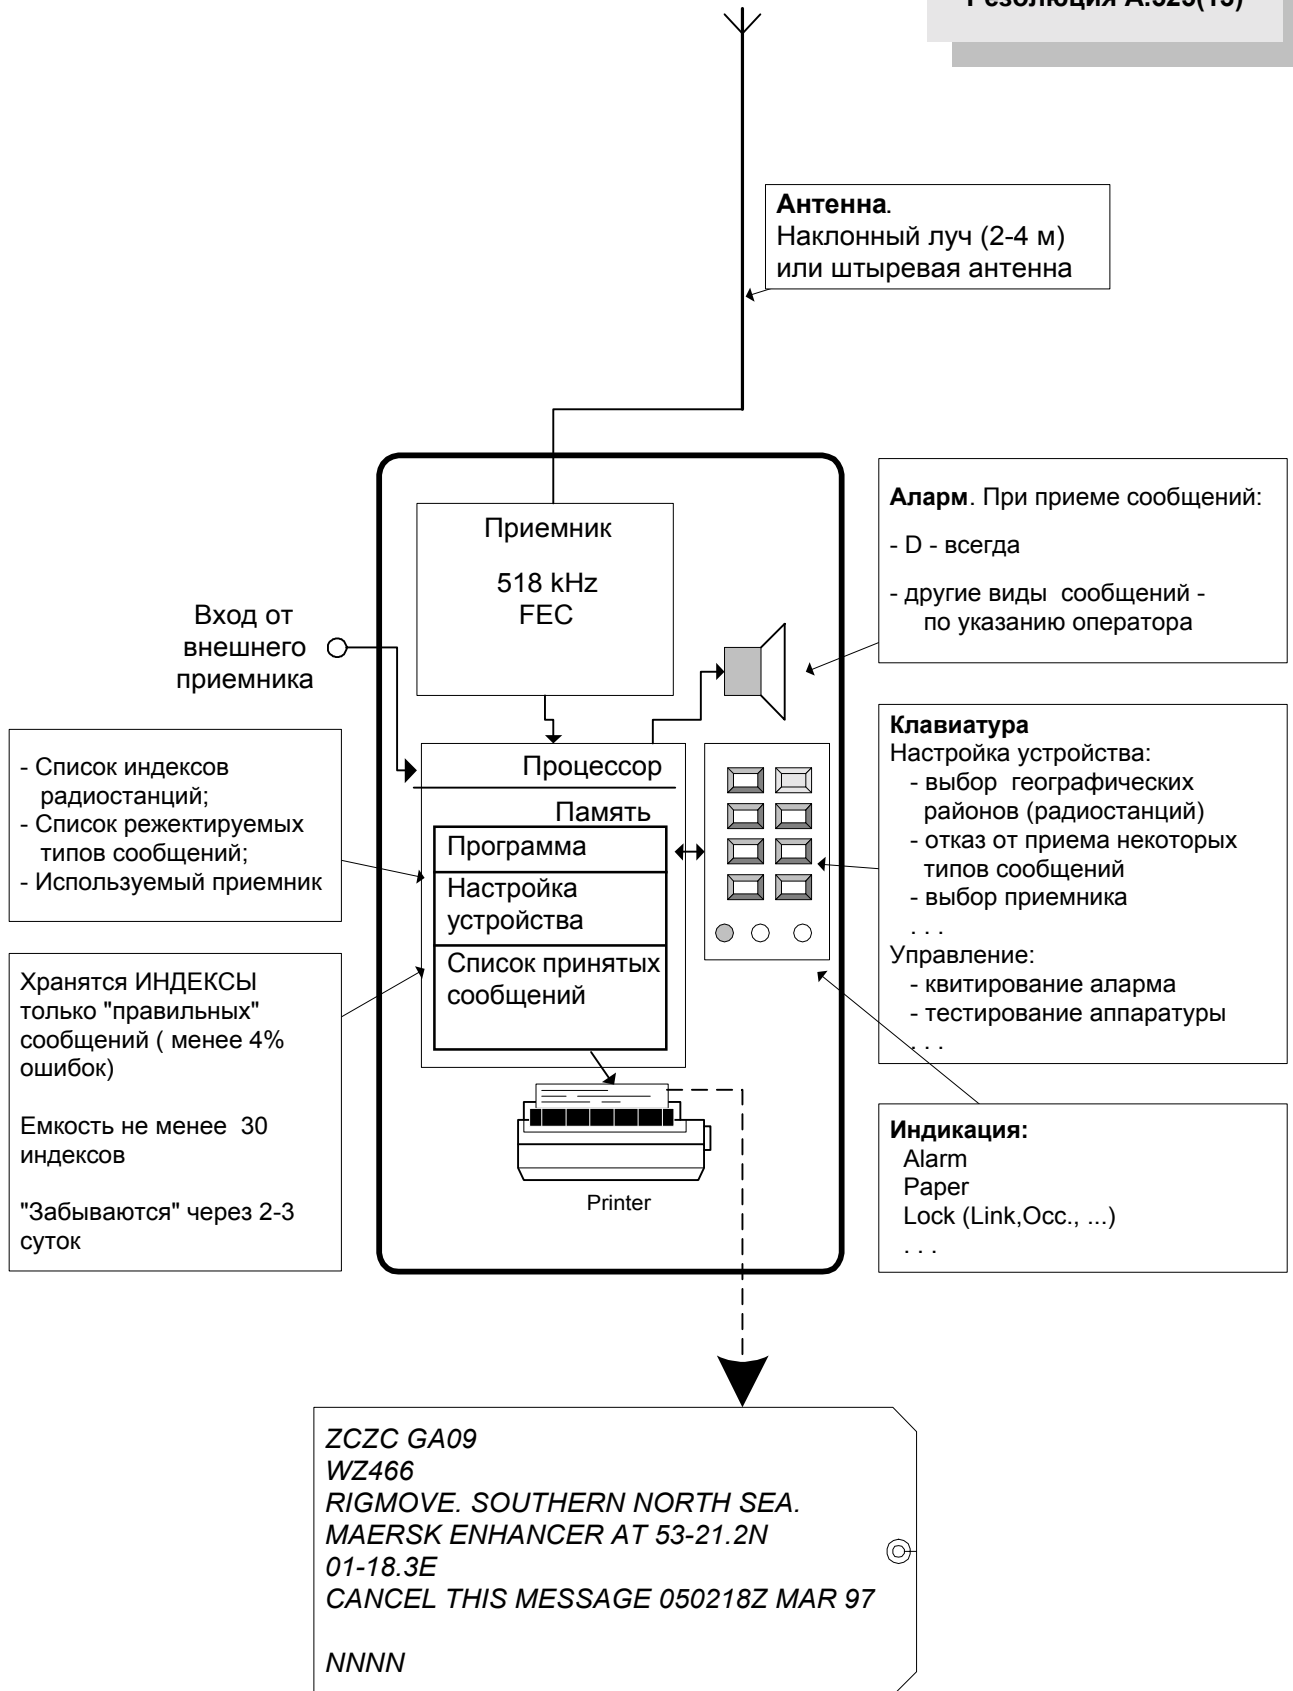 Резолюция А.525(13)
Антенна.
Наклонный луч (2-4 м)
или штыревая антенна
Приемник
518 kHz
FEC
Вход от
внешнего
приемника
Аларм. При приеме сообщений:
- D - всегда
- другие виды сообщений -
по указанию оператора
- Список индексов
радиостанций;
- Список режектируемых
типов сообщений;
- Используемый приемник
Процессор
Память
Программа
Настройка
устройства
Список принятых
сообщений
Клавиатура
Настройка устройства:
- выбор географических
районов (радиостанций)
- отказ от приема некоторых
типов сообщений
- выбор приемника
. . .
Управление:
- квитирование аларма
- тестирование аппаратуры
. . .
Хранятся ИНДЕКСЫ
только "правильных"
сообщений ( менее 4%
ошибок)
Емкость не менее 30
индексов
"Забываются" через 2-3
суток
Printer
Индикация:
Alarm
Paper
Lock (Link,Occ., ...)
. . .
ZCZC GA09
WZ466
RIGMOVE. SOUTHERN NORTH SEA.
MAERSK ENHANCER AT 53-21.2N
01-18.3E
CANCEL THIS MESSAGE 050218Z MAR 97
NNNN